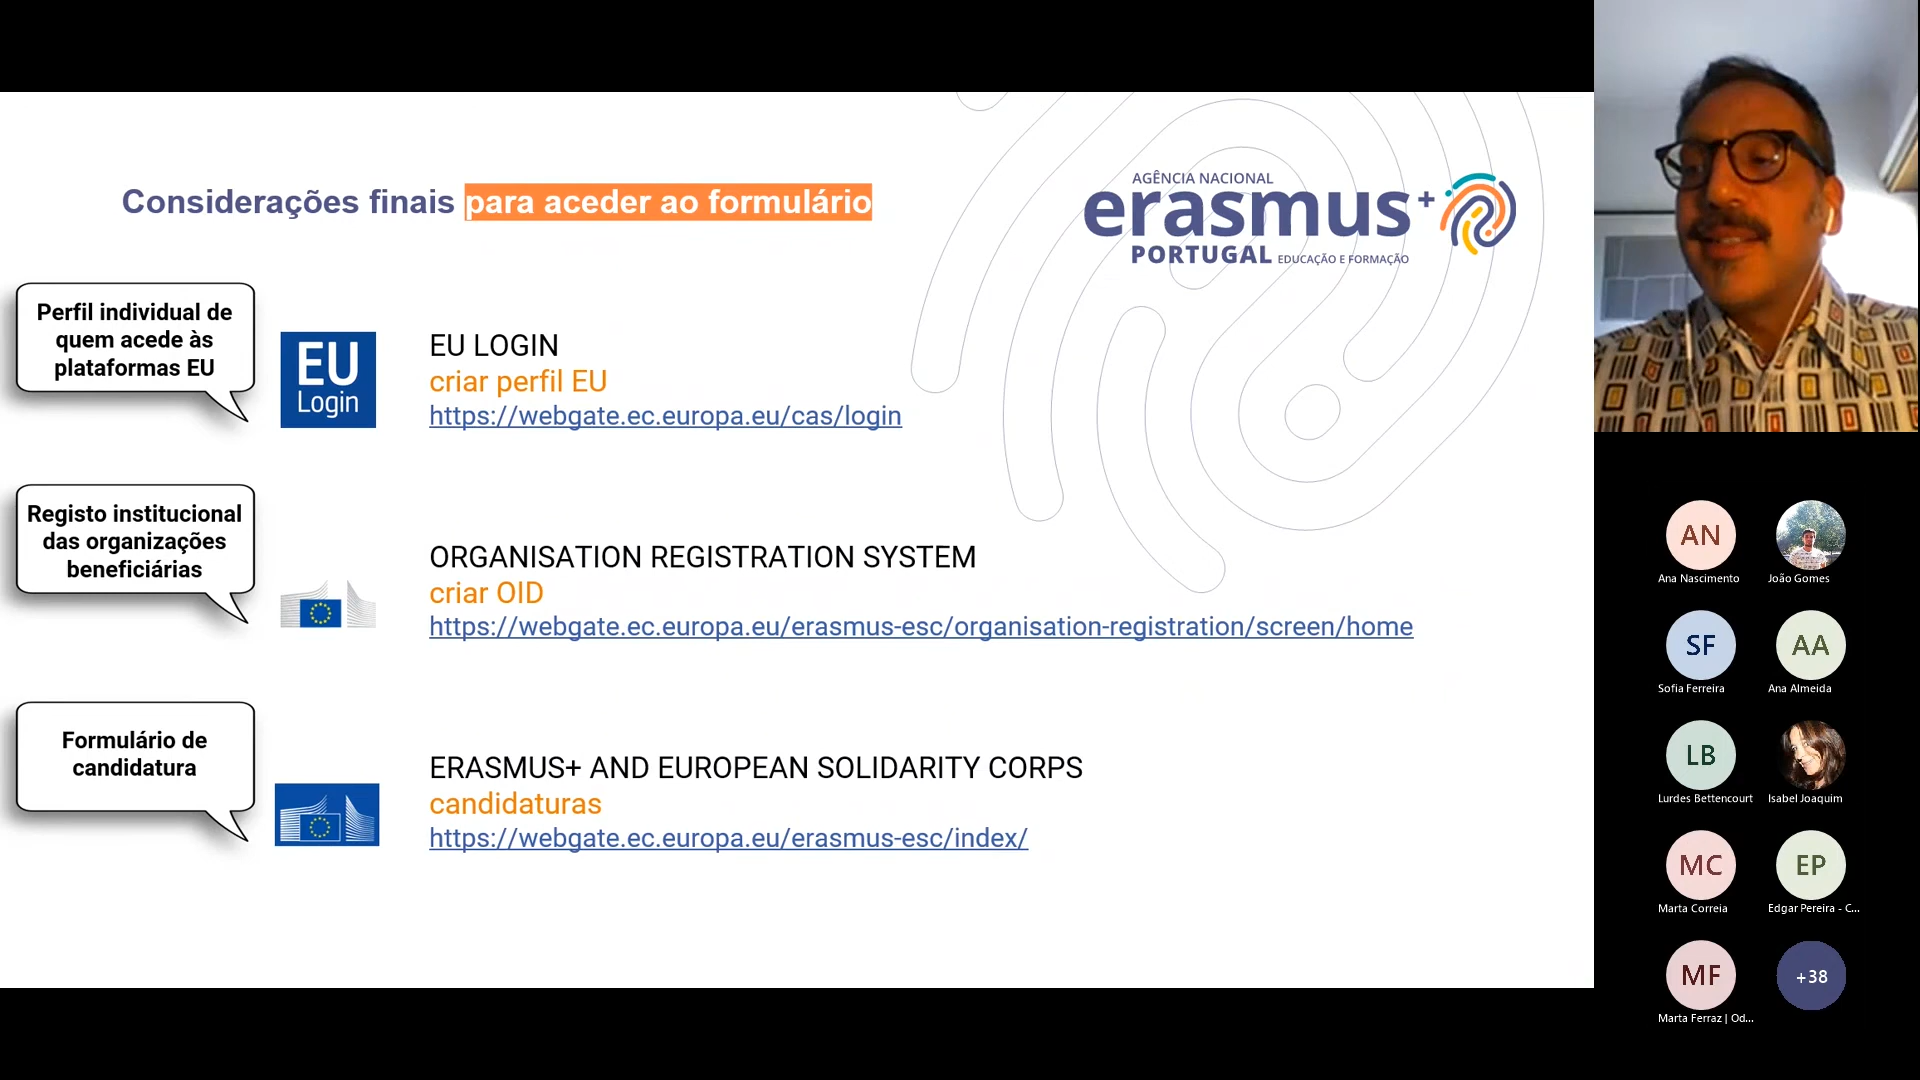 Considerações finais para aceder ao formulário
AGÊNCIA NACIONAL
erasmus+
PORTUGAL EDUCAÇÃO E FORMAÇÃO
Perfil individual de
quem acede às
plataformas EU
EU
Login
EU LOGIN
criar perfil EU
https://webgate.ec.europa.eu/cas/login
Registo institucional
das organizações
beneficiárias
ORGANISATION REGISTRATION SYSTEM
criar OID
https://webgate.ec.europa.eu/erasmus-esc/organisation-registration/screen/home
Formulário de
candidatura
ERASMUS+ AND EUROPEAN SOLIDARITY CORPS
candidaturas
https://webgate.ec.europa.eu/erasmus-esc/index/
AN
Ana Nascimento
João Gomes
SF
Sofia Ferreira
AA
Ana Almeida
LB
Lurdes Bettencourt
Isabel Joaquim
MC
Marta Correia
EP
Edgar Pereira - C...
MF
Marta Ferraz | Od...
+38